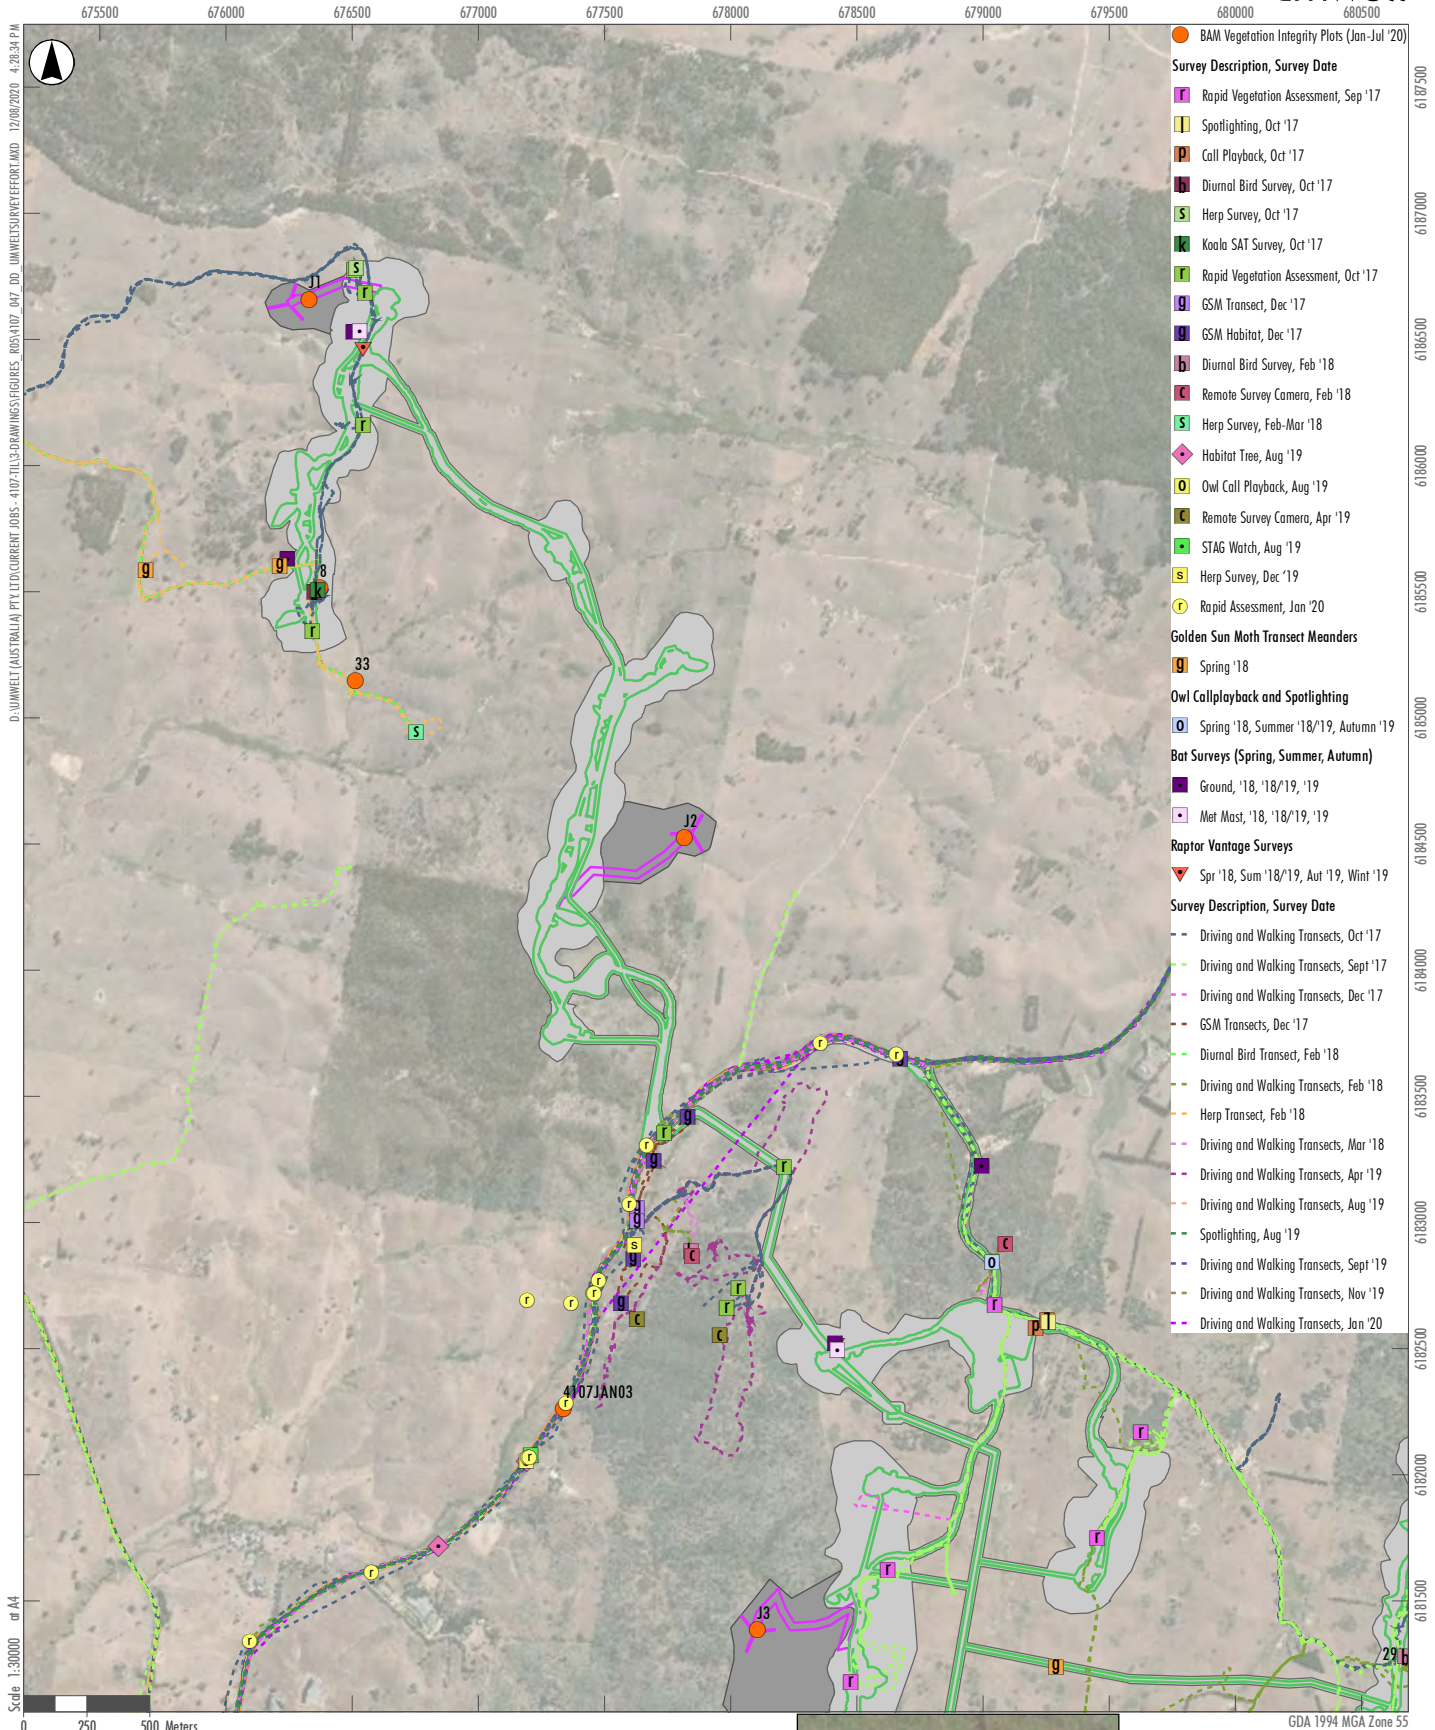 675500 676000 676500 677000 677500 678000 678500 679000 679500 680000 680500
D:\UMWELT (AUSTRALIA) PTY. LTD\CURRENT JOBS - 4107-TILI\3-DRAWINGS\FIGURES_R05\4107_047_DD_UMWELTSURVEYEFFORT.MXD 12/08/2020 4:28:34 PM
BAM Vegetation Integrity Plots (Jan-Jul '20)
Survey Description, Survey Date
r Rapid Vegetation Assessment, Sep '17
l Spotlighting, Oct '17
p Call Playback, Oct '17
b Diurnal Bird Survey, Oct '17
s Herp Survey, Oct '17
k Koala SAT Survey, Oct '17
r Rapid Vegetation Assessment, Oct '17
g GSM Transect, Dec '17
g GSM Habitat, Dec '17
b Diurnal Bird Survey, Feb '18
c Remote Survey Camera, Feb '18
s Herp Survey, Feb-Mar '18
Habitat Tree, Aug '19
o Owl Call Playback, Aug '19
c Remote Survey Camera, Apr '19
STAG Watch, Aug '19
s Herp Survey, Dec '19
r Rapid Assessment, Jan '20
Golden Sun Moth Transect Meanders
g Spring '18
Owl Callplayback and Spotlighting
o Spring '18, Summer '18/'19, Autumn '19
Bat Surveys (Spring, Summer, Autumn)
Ground, '18, '18/'19, '19
Met Mast, '18, '18/'19, '19
Raptor Vantage Surveys
Spr '18, Sum '18/'19, Aut '19, Wint '19
Survey Description, Survey Date
Driving and Walking Transects, Oct '17
Driving and Walking Transects, Sept '17
Driving and Walking Transects, Dec '17
GSM Transects, Dec '17
Diurnal Bird Transect, Feb '18
Driving and Walking Transects, Feb '18
Herp Transect, Feb '18
Driving and Walking Transects, Mar '18
Driving and Walking Transects, Apr '19
Driving and Walking Transects, Aug '19
Spotlighting, Aug '19
Driving and Walking Transects, Sept '19
Driving and Walking Transects, Nov '19
Driving and Walking Transects, Jan '20
6187500
6187000
6186500
6186000
6185500
6185000
6184500
6184000
6183500
6183000
6182500
6182000
6181500
s
J1
r
r
g
g
8
k
r
33
s
J2
r
r
g
r
r
r
g
r
g
c
s
g
c
o
r
r
r
r
r
g
r
r
c
c
p
l
4107JAN03
r
r
r
r
r
r
r
J3
r
g
29
b
r
Scale 1:30000 at A4
0 250 500 Meters
GDA 1994 MGA Zone 55